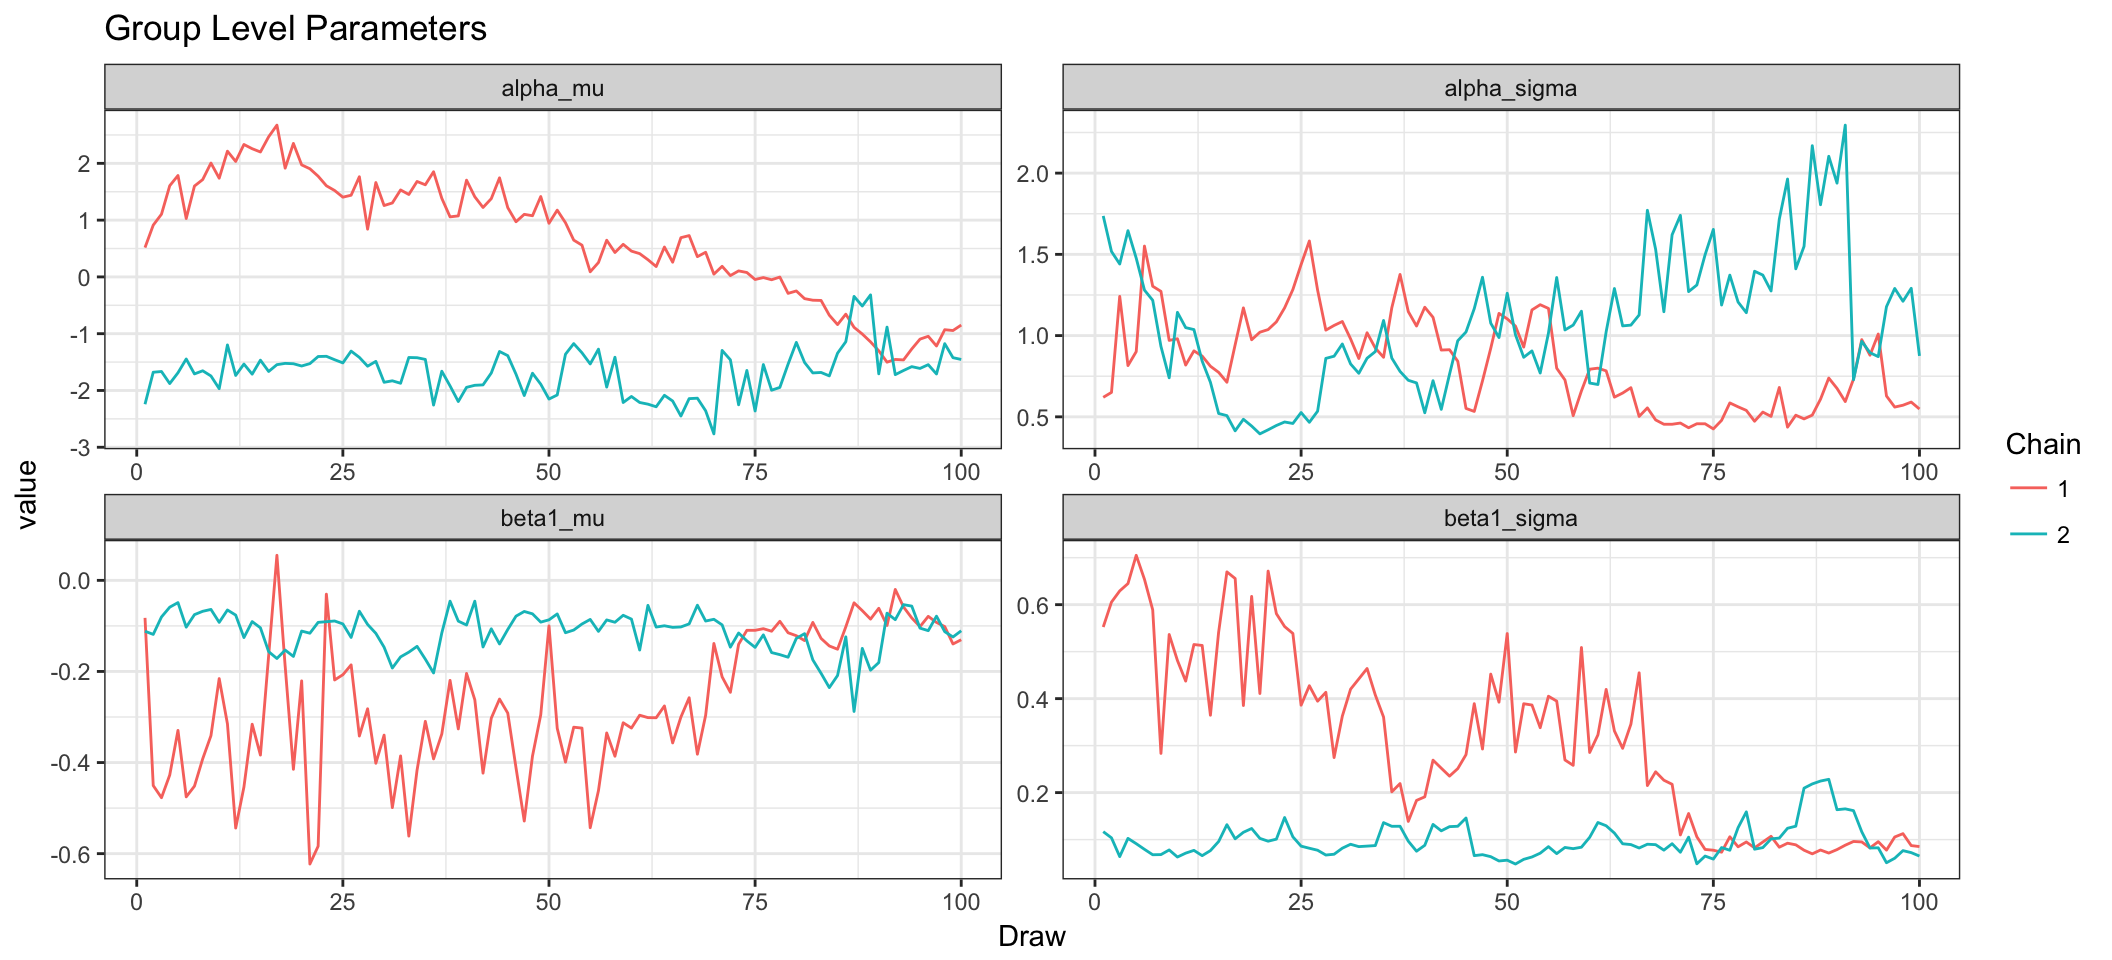 Group Level Parameters
alpha_mu
alpha_sigma
2
1
0
-1
-2
-3
2.0
1.5
1.0
0.5
0 25 50 75 100
0 25 50 75 100
beta1_mu
beta1_sigma
0.0
-0.2
-0.4
-0.6
0.6
0.4
0.2
0 25 50 75 100
0 25 50 75 100
value
Draw
Chain
1
2